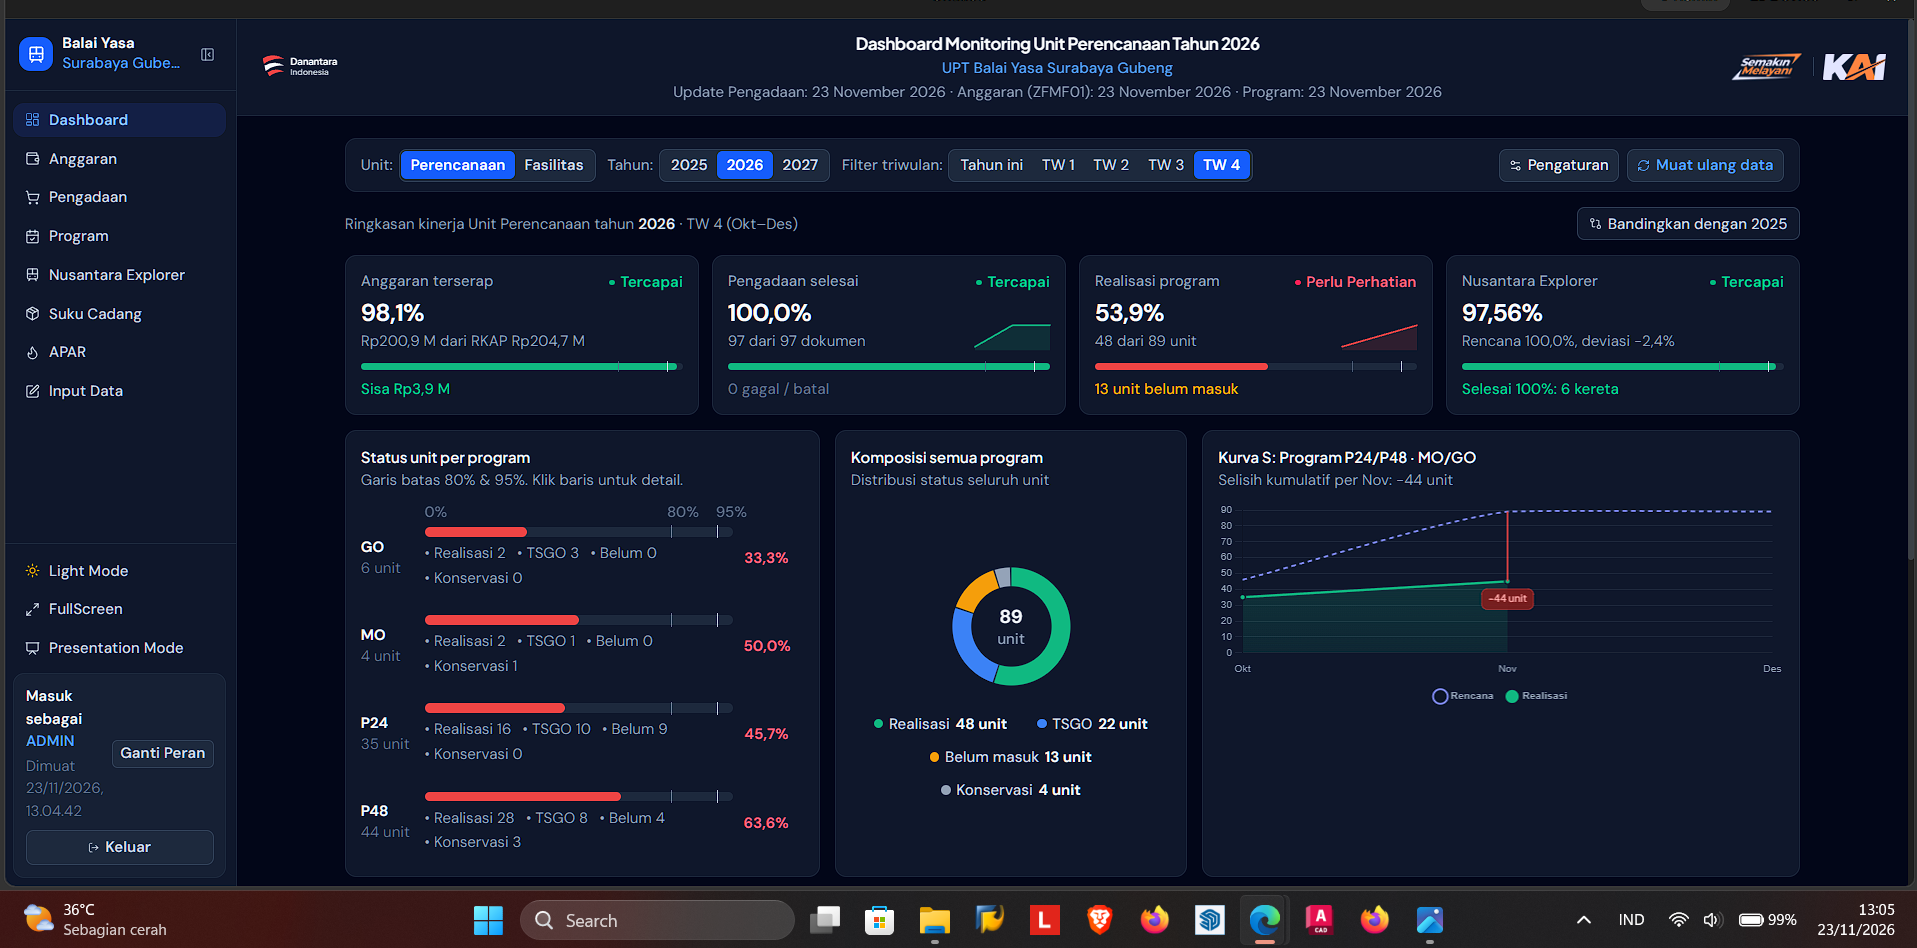 Balai Yasa
Surabaya Gube...
Dashboard
Anggaran
Pengadaan
Program
Nusantara Explorer
Suku Cadang
APAR
Input Data
Light Mode
FullScreen
Presentation Mode
Masuk
sebagai
ADMIN
Dimuat
23/11/2026,
13.04.42
Ganti Peran
Keluar
Danantara
Indonesia
Dashboard Monitoring Unit Perencanaan Tahun 2026
UPT Balai Yasa Surabaya Gubeng
Update Pengadaan: 23 November 2026 · Anggaran (ZFMF01): 23 November 2026 · Program: 23 November 2026
Semakin
Melayani
KAI
Unit: Perencanaan Fasilitas Tahun: 2025 2026 2027 Filter triwulan: Tahun ini TW 1 TW 2 TW 3 TW 4 Pengaturan Muat ulang data
Ringkasan kinerja Unit Perencanaan tahun 2026 · TW 4 (Okt–Des) Bandingkan dengan 2025
Anggaran terserap • Tercapai
98,1%
Rp200,9 M dari RKAP Rp204,7 M
Sisa Rp3,9 M
Pengadaan selesai • Tercapai
100,0%
97 dari 97 dokumen
0 gagal / batal
Realisasi program • Perlu Perhatian
53,9%
48 dari 89 unit
13 unit belum masuk
Nusantara Explorer • Tercapai
97,56%
Rencana 100,0%, deviasi -2,4%
Selesai 100%: 6 kereta
Status unit per program
Garis batas 80% & 95%. Klik baris untuk detail.
0% 80% 95%
GO
6 unit
• Realisasi 2 • TSGO 3 • Belum 0
• Konservasi 0
33,3%
MO
4 unit
• Realisasi 2 • TSGO 1 • Belum 0
• Konservasi 1
50,0%
P24
35 unit
• Realisasi 16 • TSGO 10 • Belum 9
• Konservasi 0
45,7%
P48
44 unit
• Realisasi 28 • TSGO 8 • Belum 4
• Konservasi 3
63,6%
Komposisi semua program
Distribusi status seluruh unit
89
unit
Realisasi 48 unit TSGO 22 unit
Belum masuk 13 unit
Konservasi 4 unit
Kurva S: Program P24/P48 · MO/GO
Selisih kumulatif per Nov: -44 unit
90
80
70
60
50
40
30
20
10
0
-44 unit
Okt Nov Des
Rencana Realisasi
36°C
Sebagian cerah
Search
L
A
CAD
IND
99%
13:05
23/11/2026